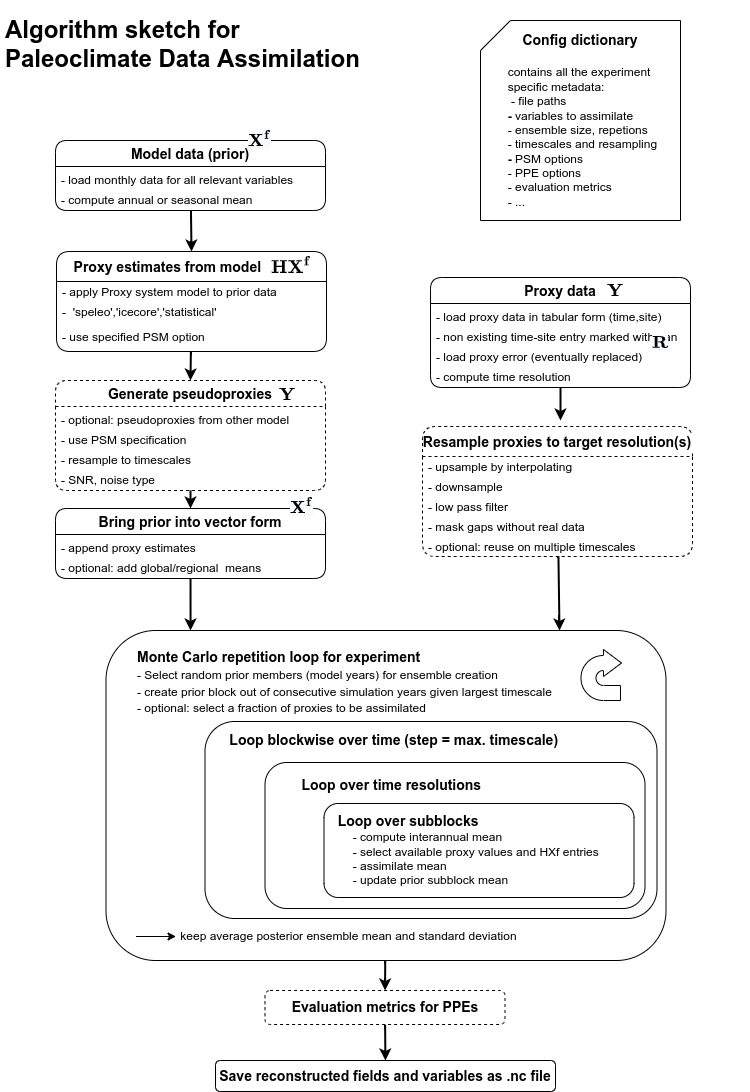 Algorithm sketch for
Paleoclimate Data Assimilation
Config dictionary
contains all the experiment
specific metadata:
- file paths
- variables to assimilate
- ensemble size, repetions
- timescales and resampling
- PSM options
- PPE options
- evaluation metrics
- ...
X^f
Model data (prior)
- load monthly data for all relevant variables
- compute annual or seasonal mean
Proxy estimates from model HX^f
- apply Proxy system model to prior data
- 'speleo','icecore','statistical'
- use specified PSM option
Generate pseudoproxies Y
- optional: pseudoproxies from other model
- use PSM specification
- resample to timescales
- SNR, noise type
X^f
Bring prior into vector form
- append proxy estimates
- optional: add global/regional means
Proxy data Y
- load proxy data in tabular form (time,site)
- non existing time-site entry marked with
R
- load proxy error (eventually replaced)
- compute time resolution
Resample proxies to target resolution(s)
- upsample by interpolating
- downsample
- low pass filter
- mask gaps without real data
- optional: reuse on multiple timescales
Monte Carlo repetition loop for experiment
- Select random prior members (model years) for ensemble creation
- create prior block out of consecutive simulation years given largest timescale
- optional: select a fraction of proxies to be assimilated
Loop blockwise over time (step = max. timescale)
Loop over time resolutions
Loop over subblocks
- compute interannual mean
- select available proxy values and HXf entries
- assimilate mean
- update prior subblock mean
keep average posterior ensemble mean and standard deviation
Evaluation metrics for PPEs
Save reconstructed fields and variables as .nc file